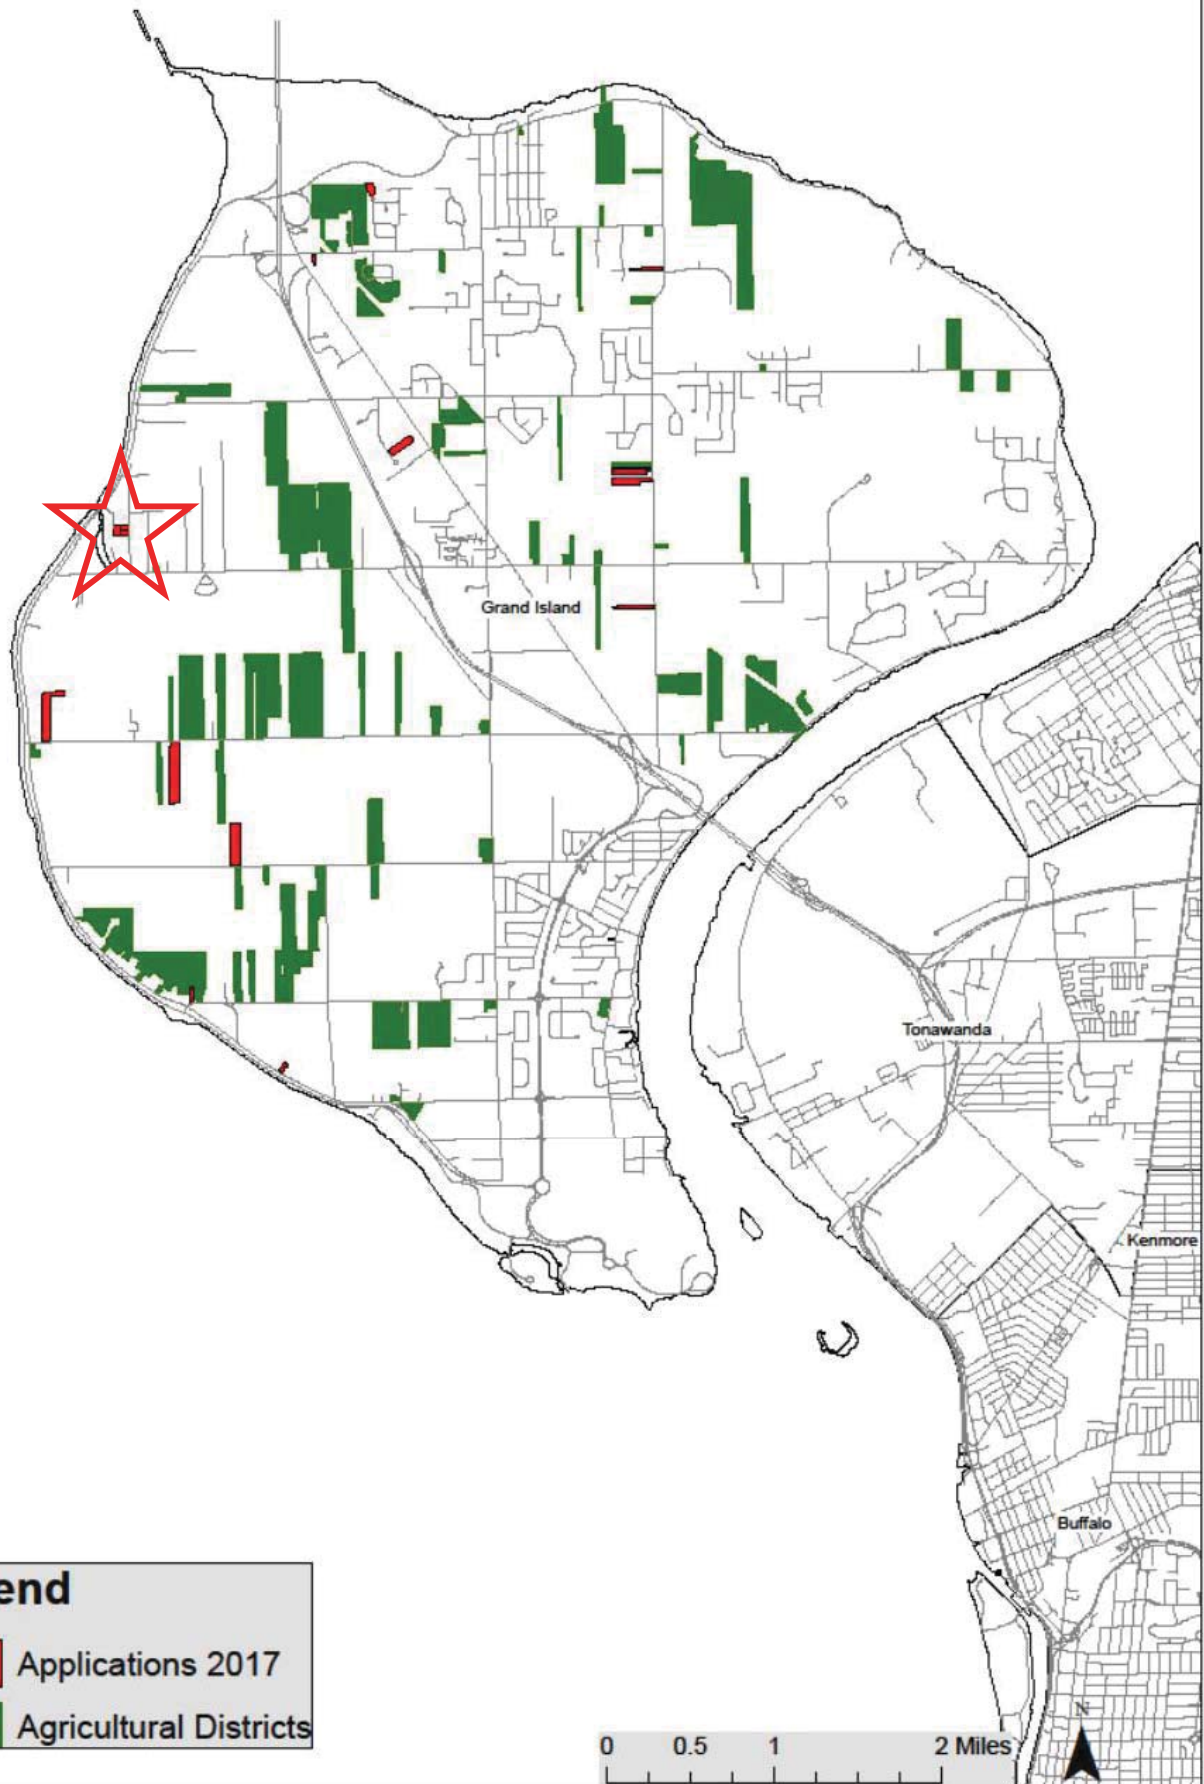 Grand Island
Tonawanda
Kenmore
Buffalo
end
Applications 2017
Agricultural Districts
0 0.5 1 2 Miles
N